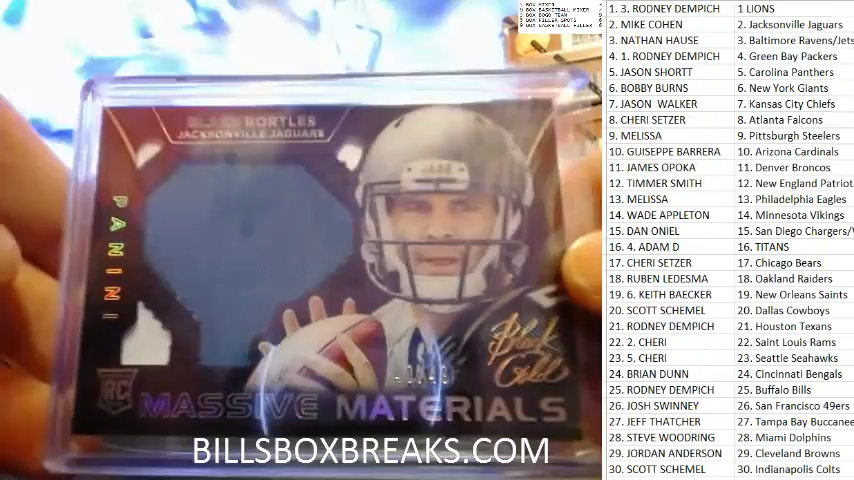 BLAKE BORTLES
JACKSONVILLE JAGUARS
PANINI
Black
Gold
RC
MASSIVE MATERIALS
BILLSBOXBREAKS.COM
1. 3. RODNEY DEMPICH 1 LIONS
2. MIKE COHEN 2. Jacksonville Jaguars
3. NATHAN HAUSE 3. Baltimore Ravens/Jets
4. 1. RODNEY DEMPICH 4. Green Bay Packers
5. JASON SHORTT 5. Carolina Panthers
6. BOBBY BURNS 6. New York Giants
7. JASON WALKER 7. Kansas City Chiefs
8. CHERI SETZER 8. Atlanta Falcons
9. MELISSA 9. Pittsburgh Steelers
10. GUISEPPE BARRERA 10. Arizona Cardinals
11. JAMES OPOKA 11. Denver Broncos
12. TIMMER SMITH 12. New England Patriot
13. MELISSA 13. Philadelphia Eagles
14. WADE APPLETON 14. Minnesota Vikings
15. DAN ONIEL 15. San Diego Chargers/
16. 4. ADAM D 16. TITANS
17. CHERI SETZER 17. Chicago Bears
18. RUBEN LEDESMA 18. Oakland Raiders
19. 6. KEITH BAECKER 19. New Orleans Saints
20. SCOTT SCHEMEL 20. Dallas Cowboys
21. RODNEY DEMPICH 21. Houston Texans
22. 2. CHERI 22. Saint Louis Rams
23. 5. CHERI 23. Seattle Seahawks
24. BRIAN DUNN 24. Cincinnati Bengals
25. RODNEY DEMPICH 25. Buffalo Bills
26. JOSH SWINNEY 26. San Francisco 49ers
27. JEFF THATCHER 27. Tampa Bay Buccanee
28. STEVE WOODRING 28. Miami Dolphins
29. JORDAN ANDERSON 29. Cleveland Browns
30. SCOTT SCHEMEL 30. Indianapolis Colts